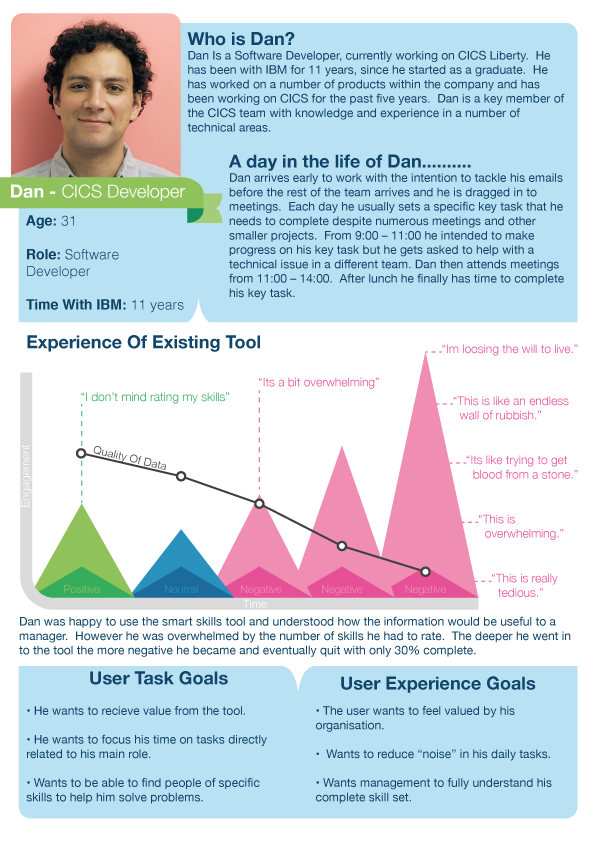 Who is Dan?
Dan Is a Software Developer, currently working on CICS Liberty.  He
has been with IBM for 11 years, since he started as a graduate.  He
has worked on a number of products within the company and has
been working on CICS for the past five years.  Dan is a key member of
the CICS team with knowledge and experience in a number of
technical areas.
A day in the life of Dan..........
Dan arrives early to work with the intention to tackle his emails
before the rest of the team arrives and he is dragged in to
meetings.  Each day he usually sets a specific key task that he
needs to complete despite numerous meetings and other
smaller projects.  From 9:00 – 11:00 he intended to make
progress on his key task but he gets asked to help with a
technical issue in a different team. Dan then attends meetings
from 11:00 – 14:00.  After lunch he finally has time to complete
his key task.
Dan - CICS Developer
Age: 31
Role: Software
Developer
Time With IBM: 11 years
Experience Of Existing Tool
“I don’t mind rating my skills”
“Its a bit overwhelming”
“Im loosing the will to live.”
“This is like an endless
wall of rubbish.”
“Its like trying to get
blood from a stone.”
“This is
overwhelming.”
“This is really
tedious.”
Quality Of Data
Engagement
Positive
Neutral
Negative
Negative
Negative
Time
Dan was happy to use the smart skills tool and understood how the information would be useful to a
manager.  However he was overwhelmed by the number of skills he had to rate.  The deeper he went in
to the tool the more negative he became and eventually quit with only 30% complete.
User Task Goals
• He wants to recieve value from the tool.
• He wants to focus his time on tasks directly
related to his main role.
• Wants to be able to find people of specific
skills to help him solve problems.
User Experience Goals
• The user wants to feel valued by his
organisation.
•  Wants to reduce “noise” in his daily tasks.
• Wants management to fully understand his
complete skill set.